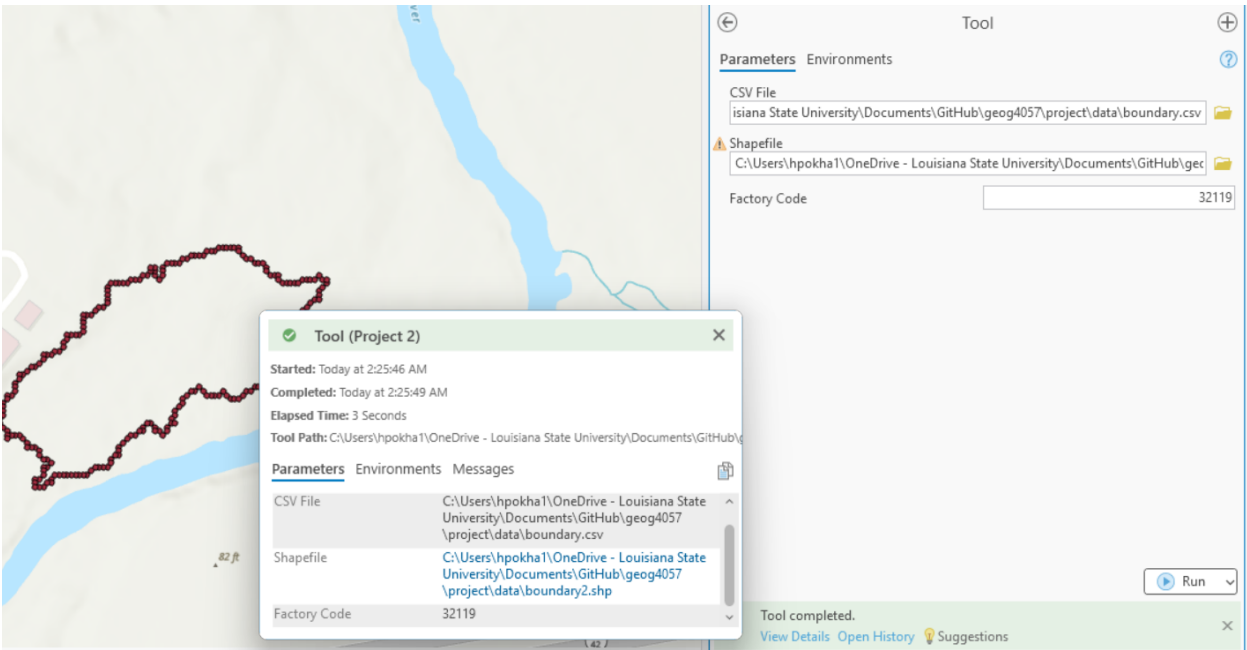 ver
82 ft
42
Tool
Parameters Environments
CSV File
isiana State University\Documents\GitHub\geog4057\project\data\boundary.csv
Shapefile
C:\Users\hpokha1\OneDrive - Louisiana State University\Documents\GitHub\gec
Factory Code 32119
Tool (Project 2)
Started: Today at 2:25:46 AM
Completed: Today at 2:25:49 AM
Elapsed Time: 3 Seconds
Tool Path: C:\Users\hpokha1\OneDrive - Louisiana State University\Documents\GitHub\g
Parameters Environments Messages
CSV File C:\Users\hpokha1\OneDrive - Louisiana State
University\Documents\GitHub\geog4057
\project\data\boundary.csv
Shapefile C:\Users\hpokha1\OneDrive - Louisiana State
University\Documents\GitHub\geog4057
\project\data\boundary2.shp
Factory Code 32119
Run
Tool completed.
View Details Open History Suggestions